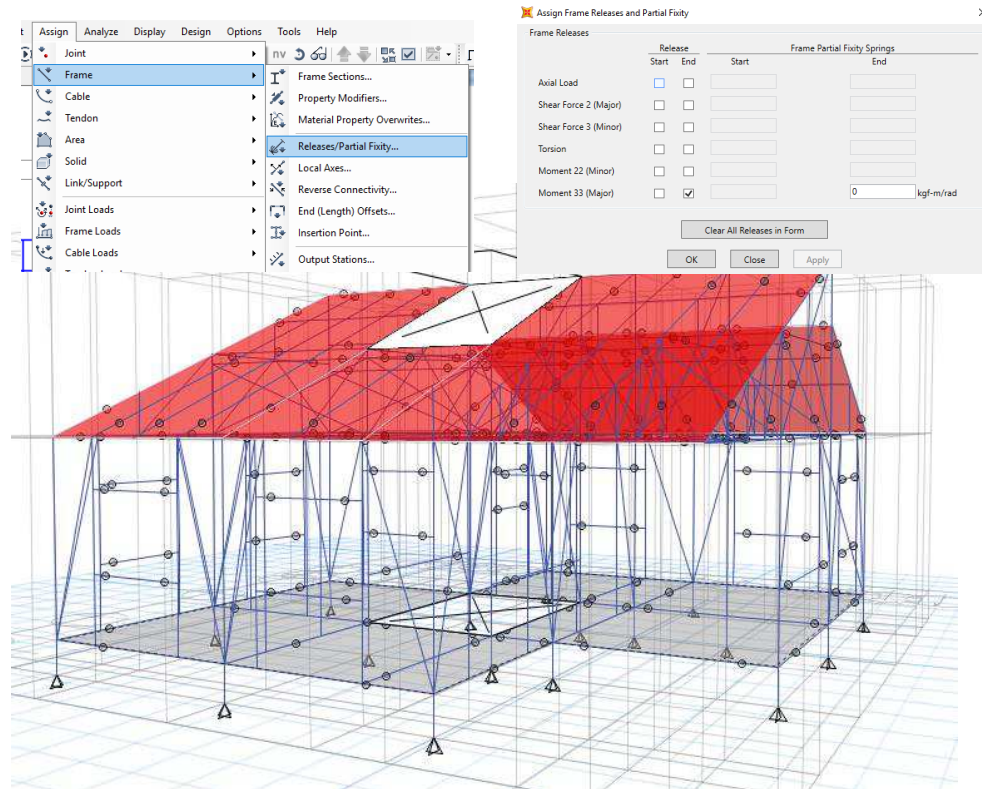 Assign Analyze Display Design Options Tools Help
Joint
Frame
Cable
Tendon
Area
Solid
Link/Support
Joint Loads
Frame Loads
Cable Loads
nv
Frame Sections...
Property Modifiers...
Material Property Overwrites...
Releases/Partial Fixity...
Local Axes...
Reverse Connectivity...
End (Length) Offsets...
Insertion Point...
Output Stations...
Assign Frame Releases and Partial Fixity
Frame Releases
Release Frame Partial Fixity Springs
Start End Start End
Axial Load
Shear Force 2 (Major)
Shear Force 3 (Minor)
Torsion
Moment 22 (Minor)
Moment 33 (Major) 0 kgf-m/rad
Clear All Releases in Form
OK Close Apply